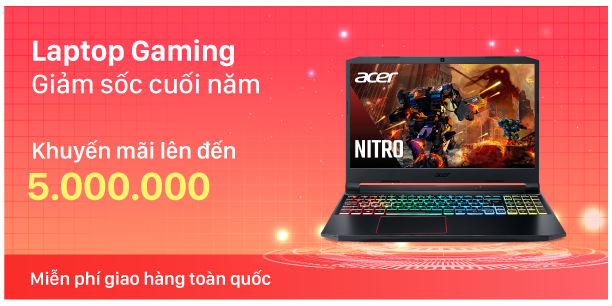 Laptop Gaming
Giảm sốc cuối năm
Khuyến mãi lên đến
5.000.000
Miễn phí giao hàng toàn quốc
acer
NITRO
acer